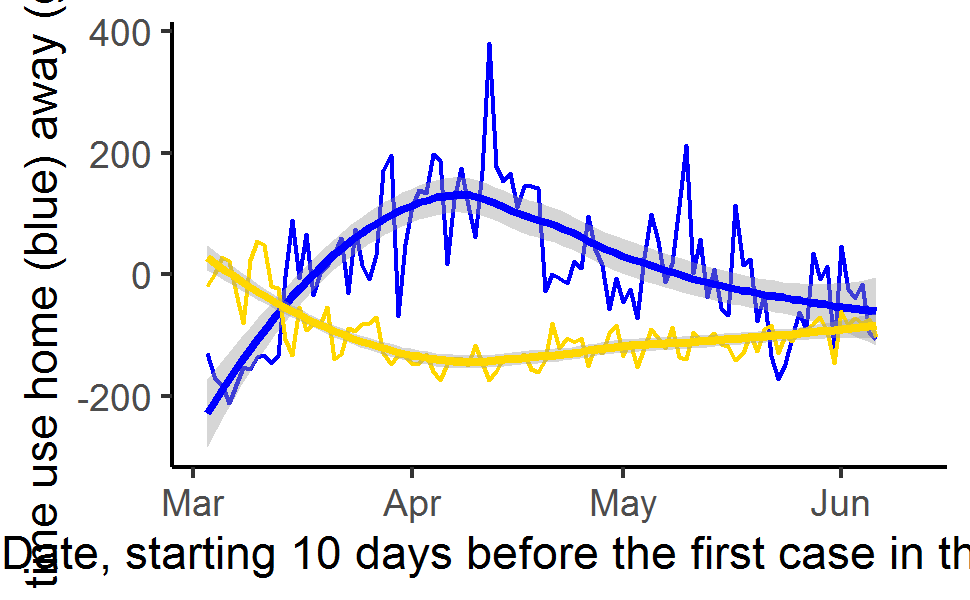 time use home (blue) away (
400
200
0
-200
Mar Apr May Jun
Date, starting 10 days before the first case in th